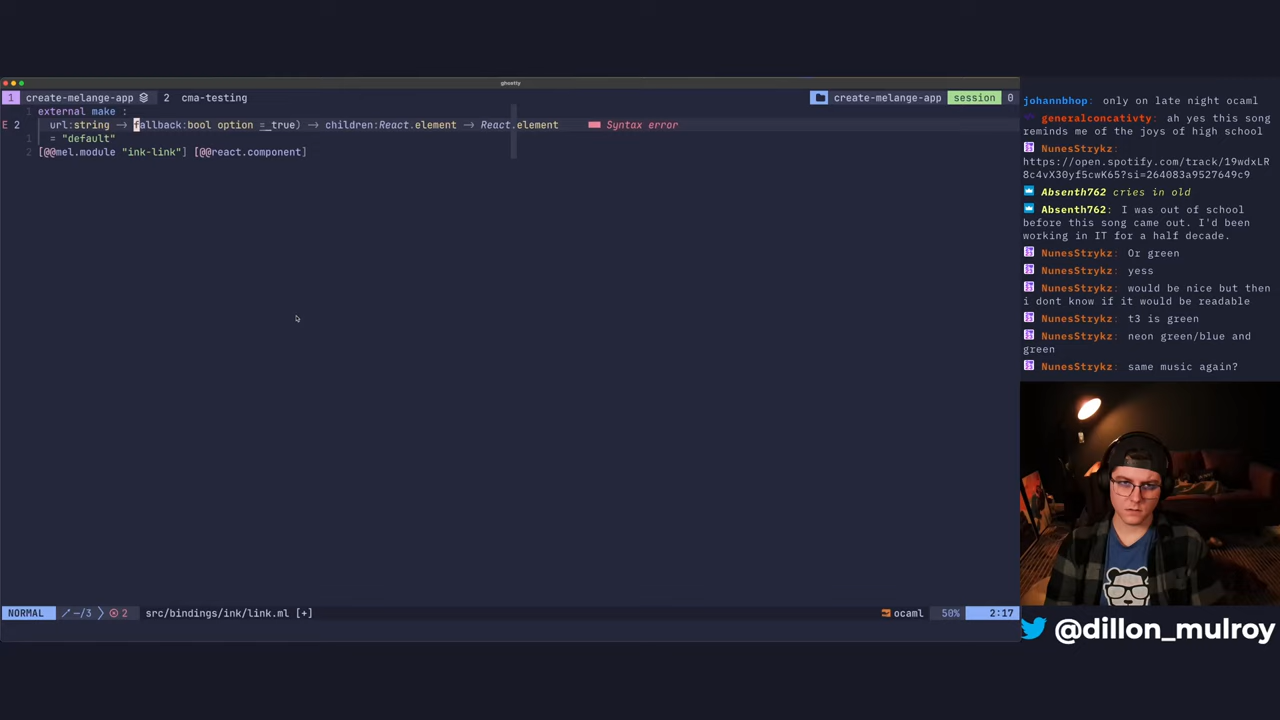 ghostty
1 create-melange-app 2 cma-testing
create-melange-app session 0
1 external make :
E 2 url:string → fallback:bool option =_true) → children:React.element → React.element Syntax error
1 = "default"
2 [@@mel.module "ink-link"] [@@react.component]
NORMAL ~/3 2 src/bindings/ink/link.ml [+]
ocaml 50% 2:17
johannbhop: only on late night ocaml
generalconcativty: ah yes this song
reminds me of the joys of high school
NunesStrykz:
https://open.spotify.com/track/19wdxLR
8c4vX30yf5cwK65?si=264083a9527649c9
Absenth762 cries in old
Absenth762: I was out of school
before this song came out. I'd been
working in IT for a half decade.
NunesStrykz: Or green
NunesStrykz: yess
NunesStrykz: would be nice but then
i dont know if it would be readable
NunesStrykz: t3 is green
NunesStrykz: neon green/blue and
green
NunesStrykz: same music again?
@dillon_mulroy